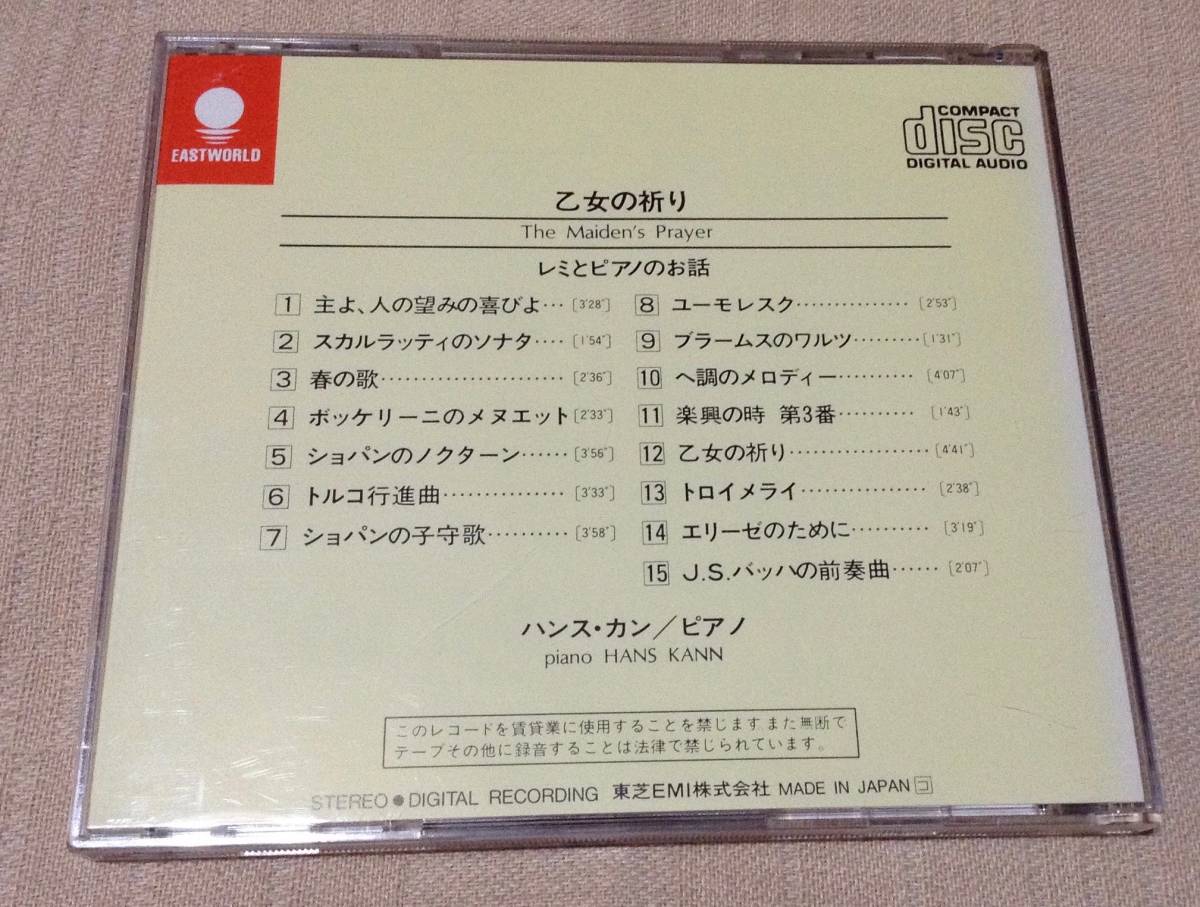 EASTWORLD
COMPACT
disc
DIGITAL AUDIO
乙女の祈り
The Maiden's Prayer
レミとピアノのお話
1 主よ、人の望みの喜びよ… [3'28"]
2 スカルラッティのソナタ…… [1'54"]
3 春の歌…………………… [2'36"]
4 ボッケリーニのメヌエット [2'33"]
5 ショパンのノクターン…… [3'56"]
6 トルコ行進曲…………… [3'33"]
7 ショパンの子守歌………… [3'58"]
8 ユーモレスク…………… [2'53"]
9 ブラームスのワルツ……… [1'31"]
10 ヘ調のメロディー………… [4'07"]
11 楽興の時 第3番………… [1'43"]
12 乙女の祈り……………… [4'41"]
13 トロイメライ…………… [2'38"]
14 エリーゼのために………… [3'19"]
15 J.S.バッハの前奏曲…… [2'07"]
ハンス・カン/ピアノ
piano HANS KANN
このレコードを賃貸業に使用することを禁じます また無断で
テープその他に録音することは法律で禁じられています。
STEREO●DIGITAL RECORDING 東芝EMI株式会社 MADE IN JAPAN コ